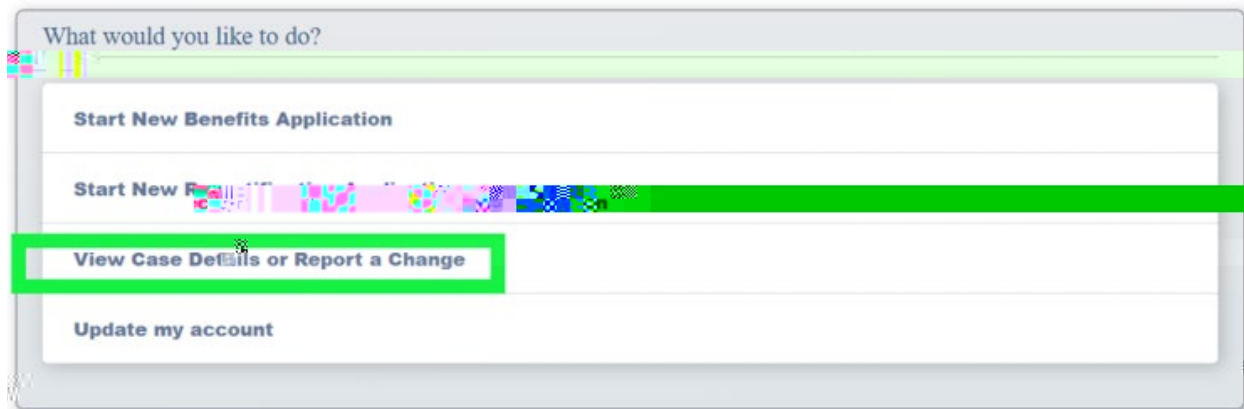 What would you like to do?
Start New Benefits Application
Start New
View Case Details or Report a Change
Update my account